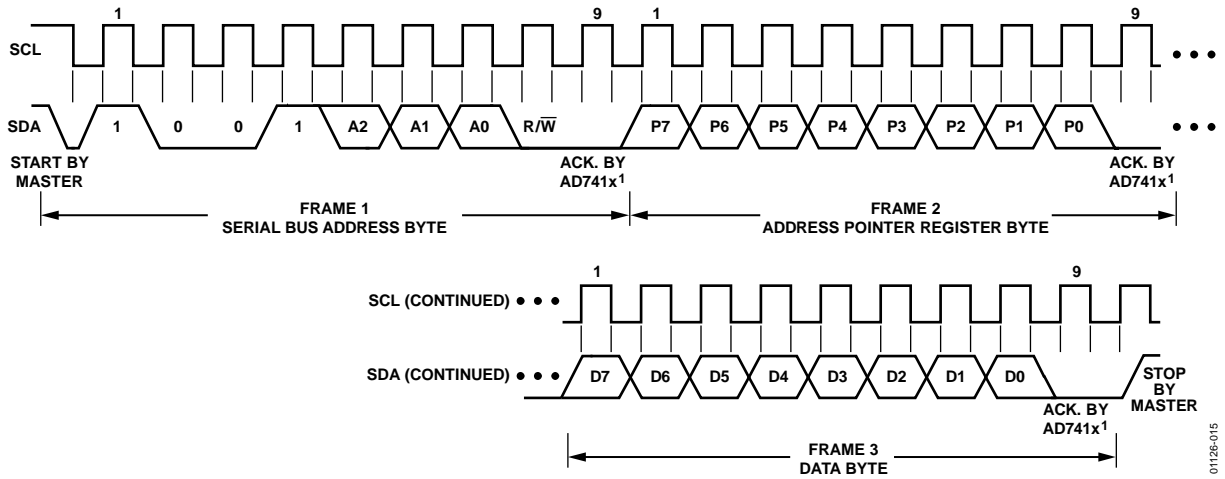 1 9 1 9
SCL
SDA 1 0 0 1 A2 A1 A0 R/W̅ P7 P6 P5 P4 P3 P2 P1 P0
START BY
MASTER
ACK. BY
AD741x¹
ACK. BY
AD741x¹
FRAME 1
SERIAL BUS ADDRESS BYTE
FRAME 2
ADDRESS POINTER REGISTER BYTE
1 9
SCL (CONTINUED)
SDA (CONTINUED) D7 D6 D5 D4 D3 D2 D1 D0
STOP
BY
MASTER
ACK. BY
AD741x¹
FRAME 3
DATA BYTE
01126-015